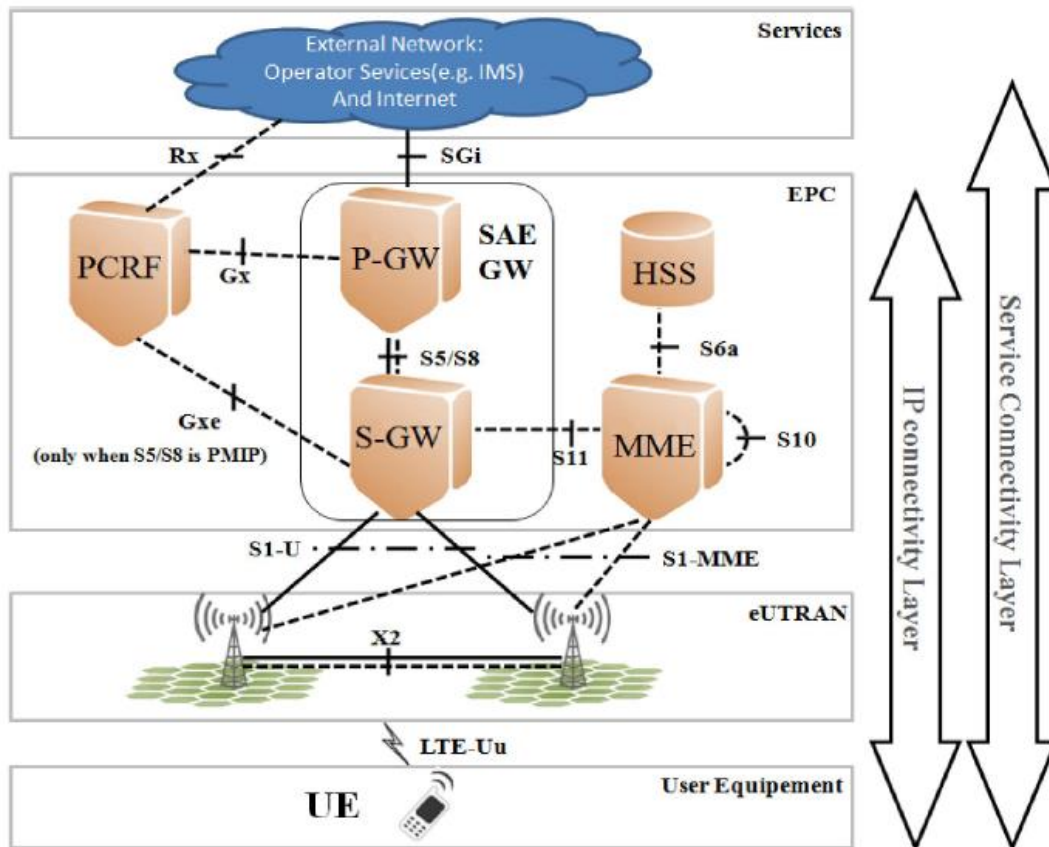 Services
External Network:
Operator Sevices(e.g. IMS)
And Internet
Rx
SGi
EPC
PCRF
Gx
P-GW
SAE
GW
HSS
S5/S8
S6a
Gxe
(only when S5/S8 is PMIP)
S-GW
S11
MME
S10
S1-U
S1-MME
eUTRAN
X2
LTE-Uu
User Equipement
UE
IP connectivity Layer
Service Connectivity Layer